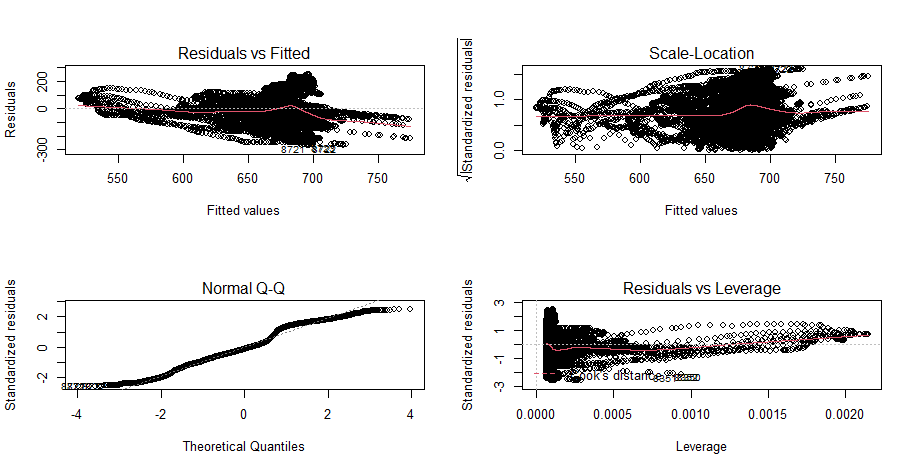 Residuals vs Fitted
Residuals
200
0
-300
8721
550 600 650 700 750
Fitted values
Scale-Location
√|Standardized residuals|
1.0
0.0
550 600 650 700 750
Fitted values
Normal Q-Q
Standardized residuals
2
0
-2
-4 -2 0 2 4
Theoretical Quantiles
Residuals vs Leverage
Standardized residuals
3
1
-1
-3
ook's distance
0.0000 0.0005 0.0010 0.0015 0.0020
Leverage